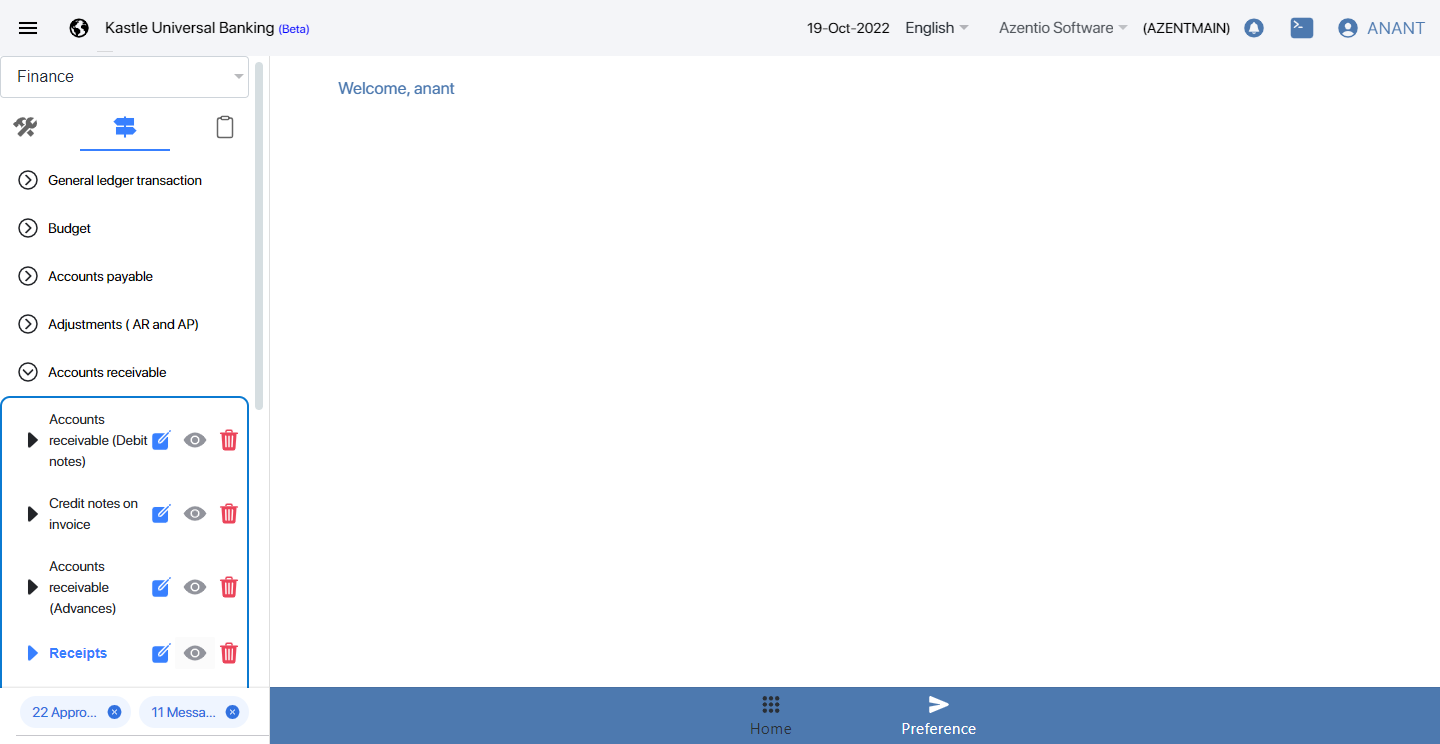 Kastle Universal Banking (Beta)
19-Oct-2022 English Azentio Software (AZENTMAIN) ANANT
Finance
Welcome, anant
General ledger transaction
Budget
Accounts payable
Adjustments ( AR and AP)
Accounts receivable
Accounts
receivable (Debit
notes)
Credit notes on
invoice
Accounts
receivable
(Advances)
Receipts
22 Appro... 11 Messa...
Home Preference